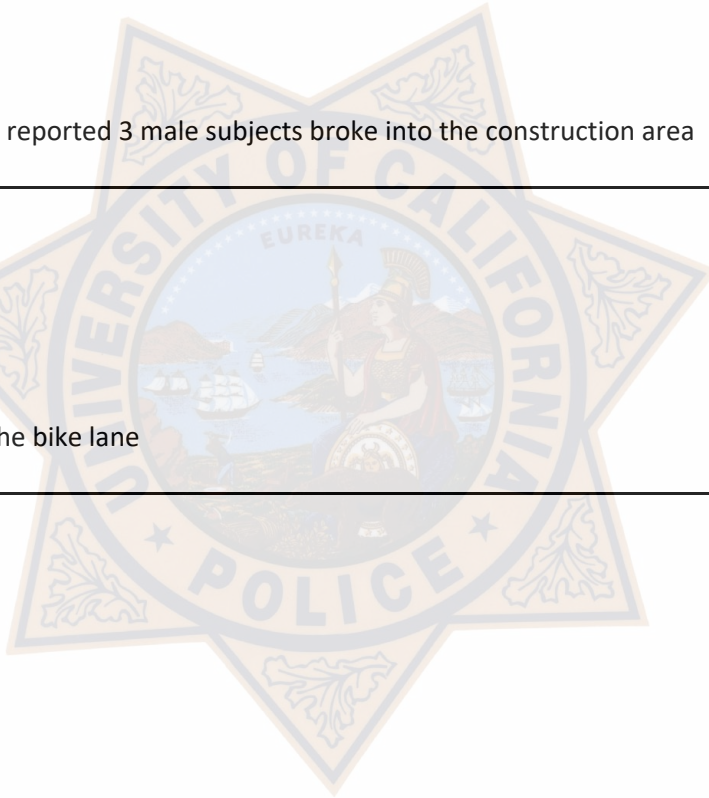 reported 3 male subjects broke into the construction area
EUREKA
UNIVERSITY OF CALIFORNIA
he bike lane
POLICE